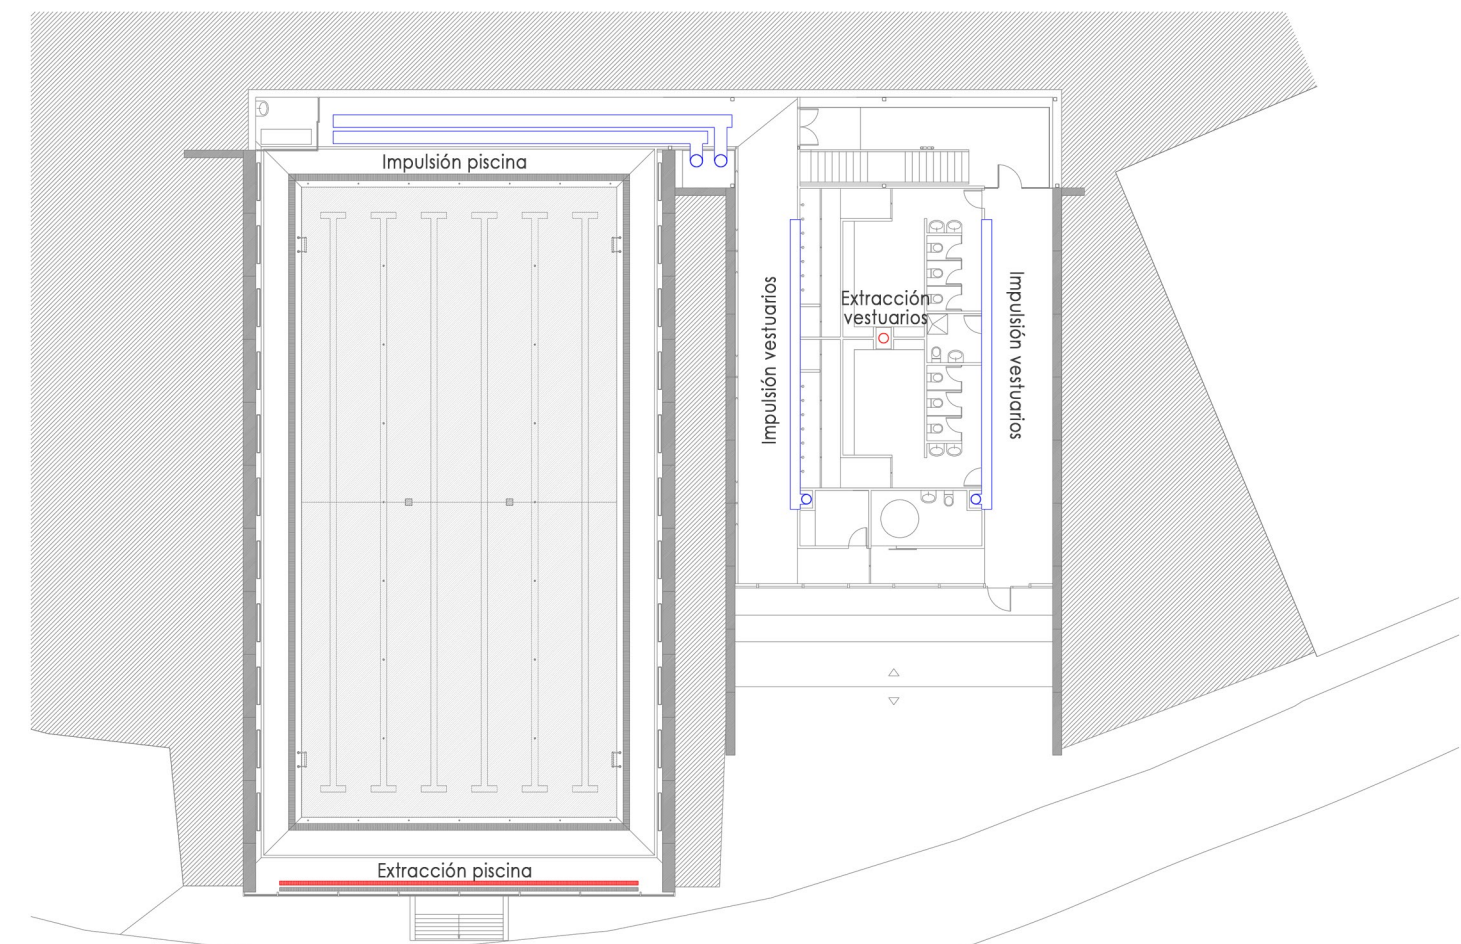 Impulsión piscina
Impulsión vestuarios
Extracción
vestuarios
Impulsión vestuarios
Extracción piscina